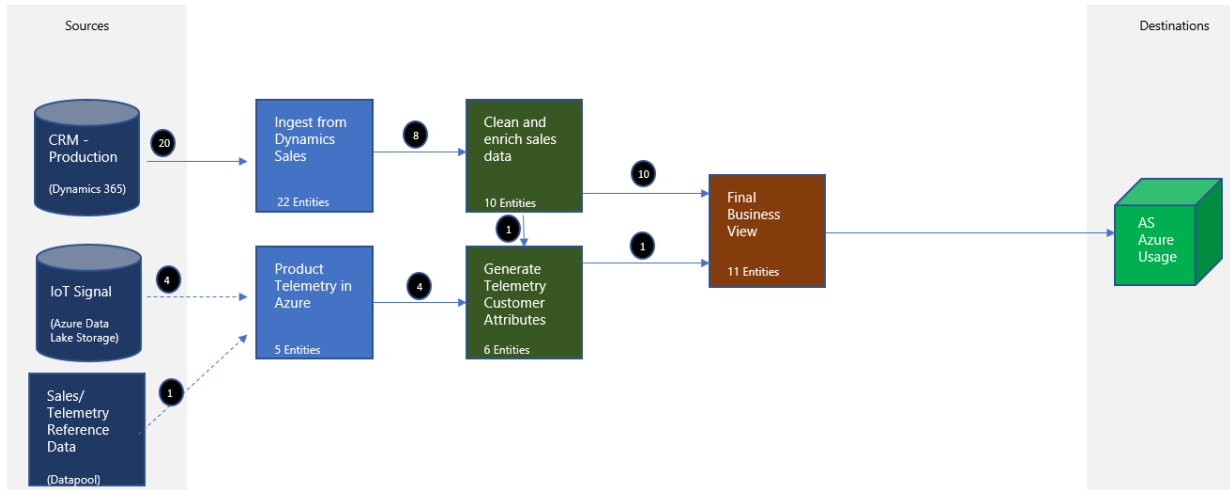 Sources
Destinations
CRM -
Production
(Dynamics 365)
20
Ingest from
Dynamics
Sales
22 Entities
8
Clean and
enrich sales
data
10 Entities
10
1
Final
Business
View
11 Entities
AS
Azure
Usage
IoT Signal
(Azure Data
Lake Storage)
4
Product
Telemetry in
Azure
5 Entities
4
Generate
Telemetry
Customer
Attributes
6 Entities
1
Sales/
Telemetry
Reference
Data
(Datapool)
1